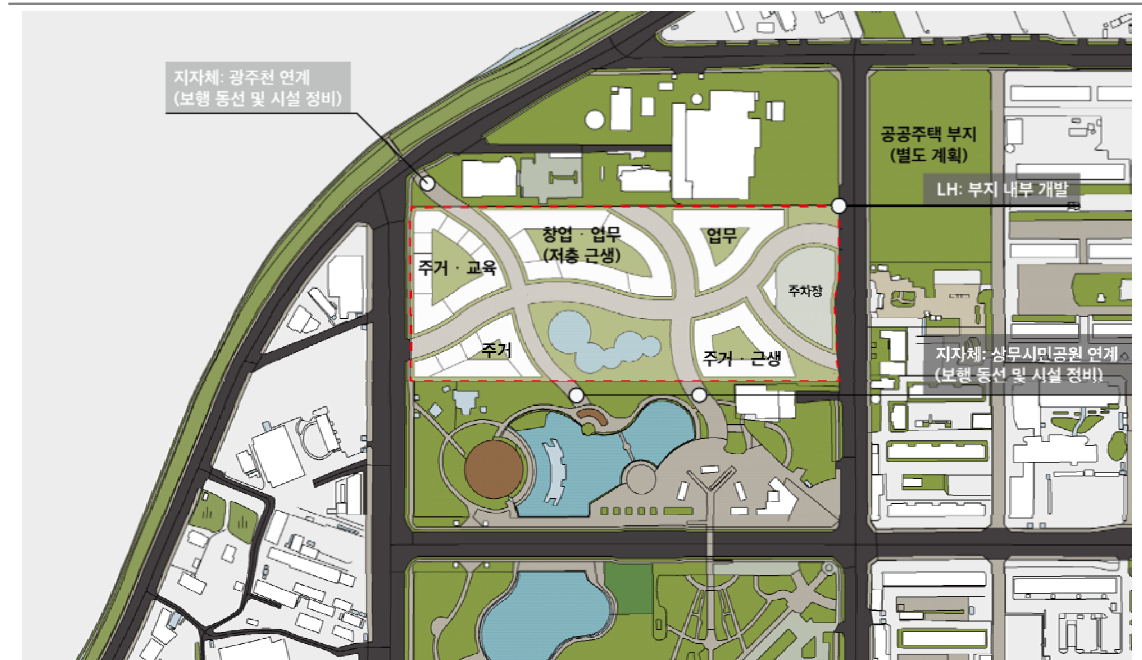 지자체: 광주천 연계
(보행 동선 및 시설 정비)
공공주택 부지
(별도 계획)
LH: 부지 내부 개발
창업 · 업무
(저층 근생)
업무
주거 · 교육
주차장
주거
주거 · 근생
지자체: 상무시민공원 연계
(보행 동선 및 시설 정비)